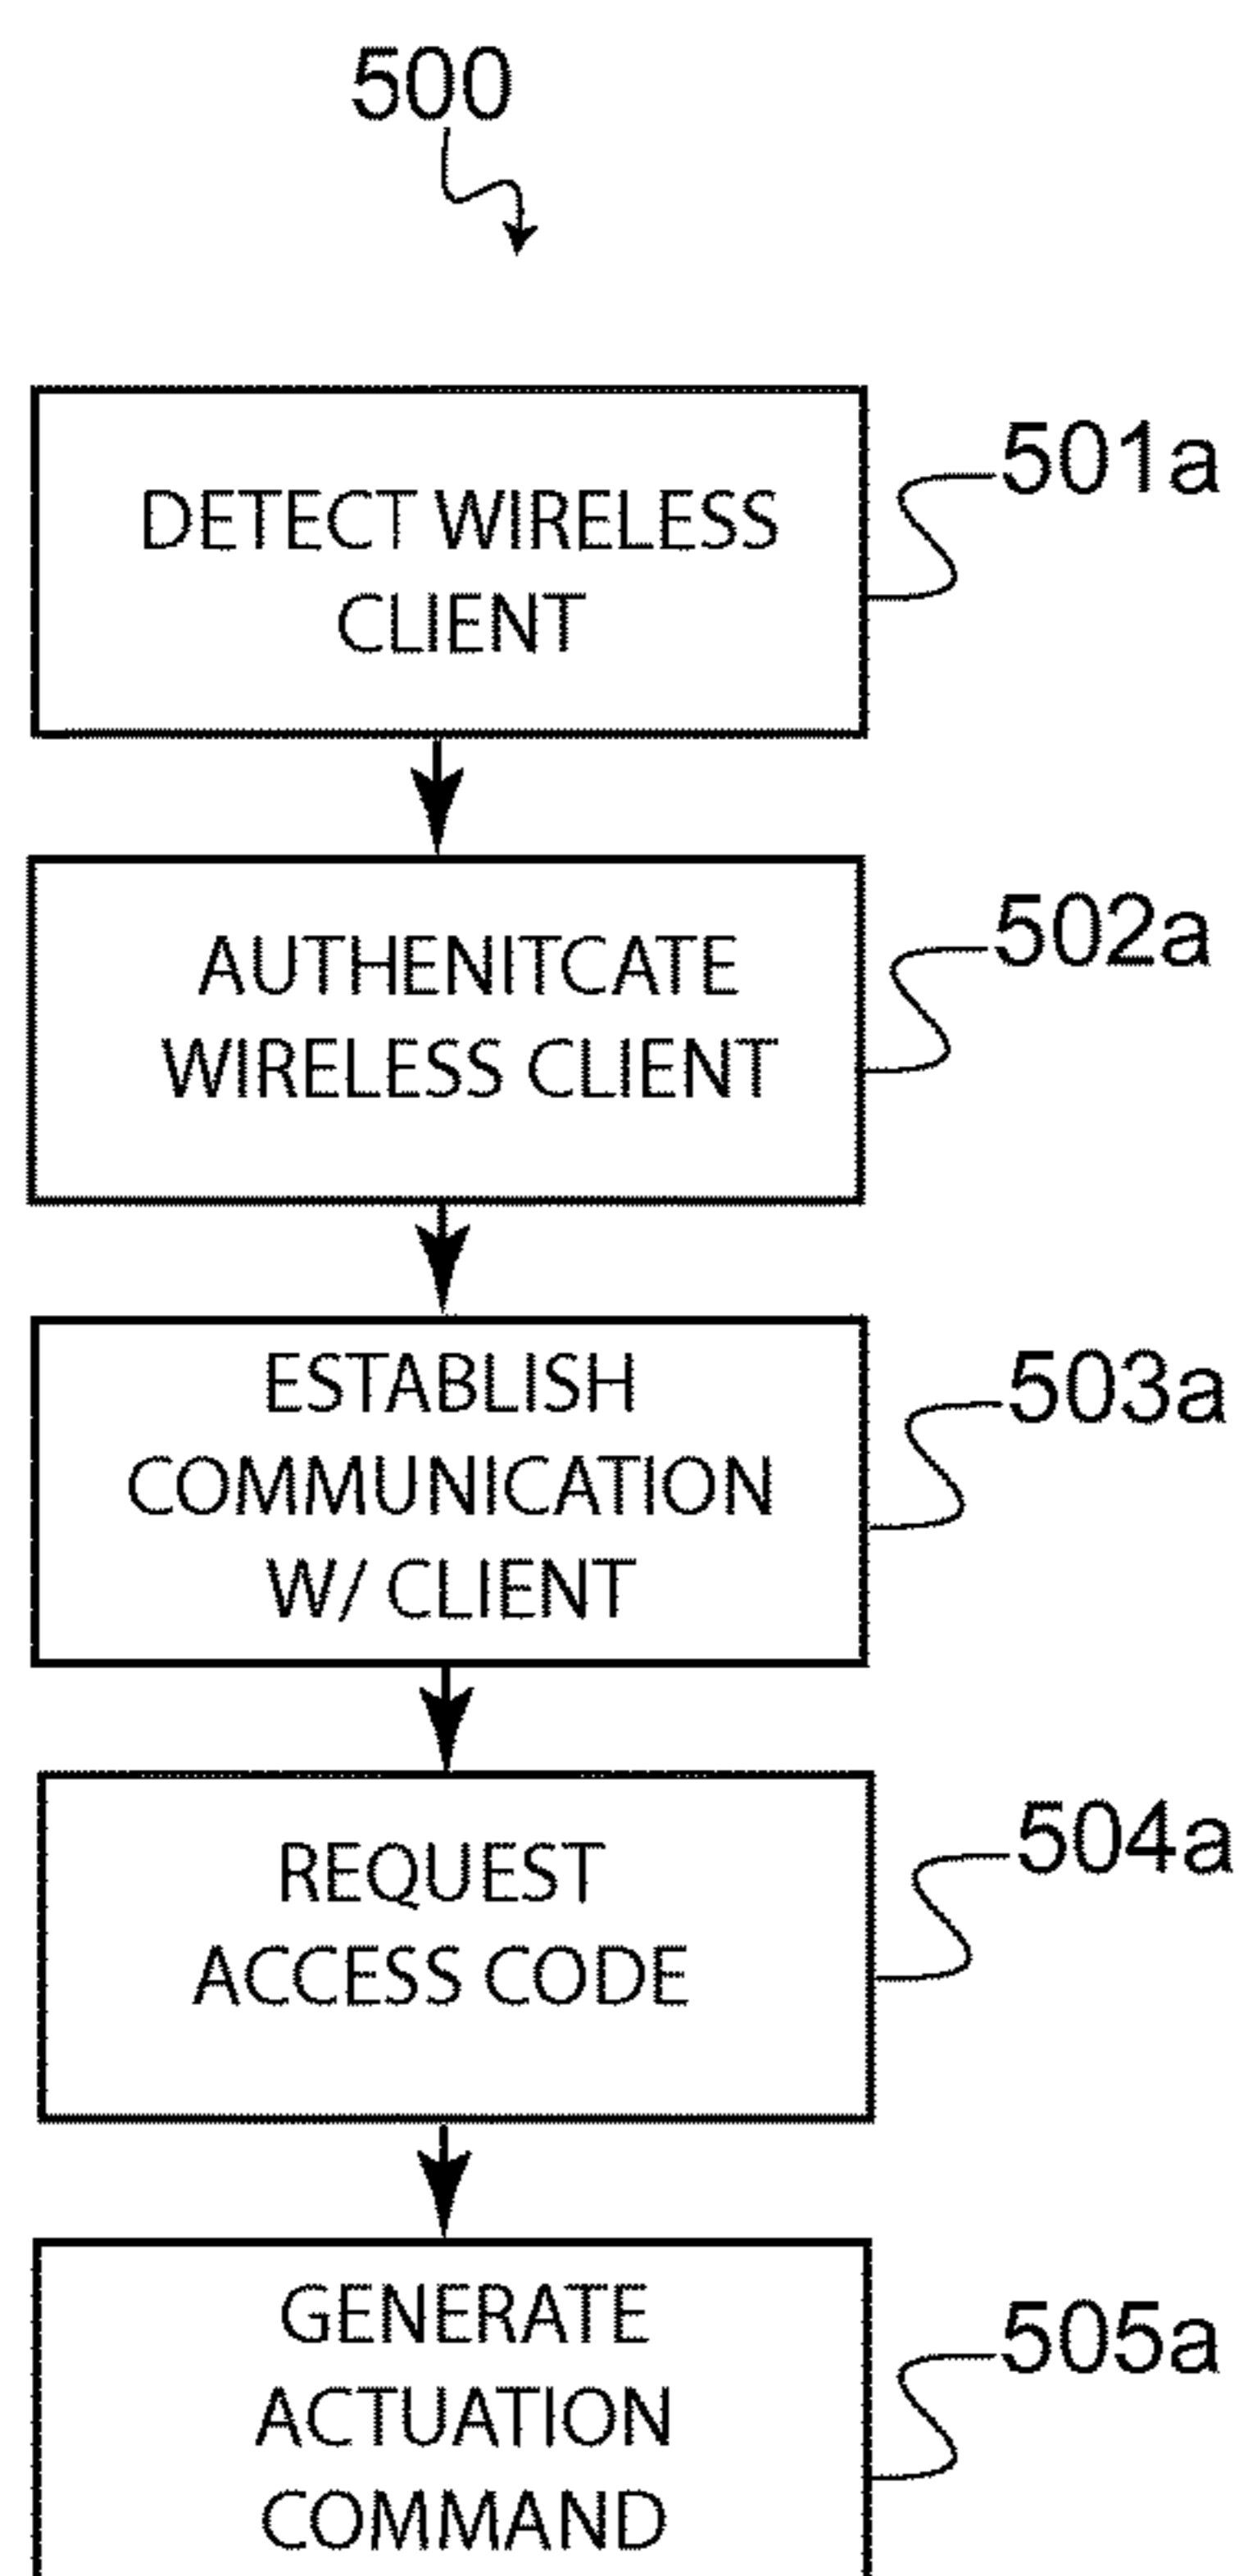 500
DETECT WIRELESS
CLIENT
501a
AUTHENITCATE
WIRELESS CLIENT
502a
ESTABLISH
COMMUNICATION
W/ CLIENT
503a
REQUEST
ACCESS CODE
504a
GENERATE
ACTUATION
COMMAND
505a